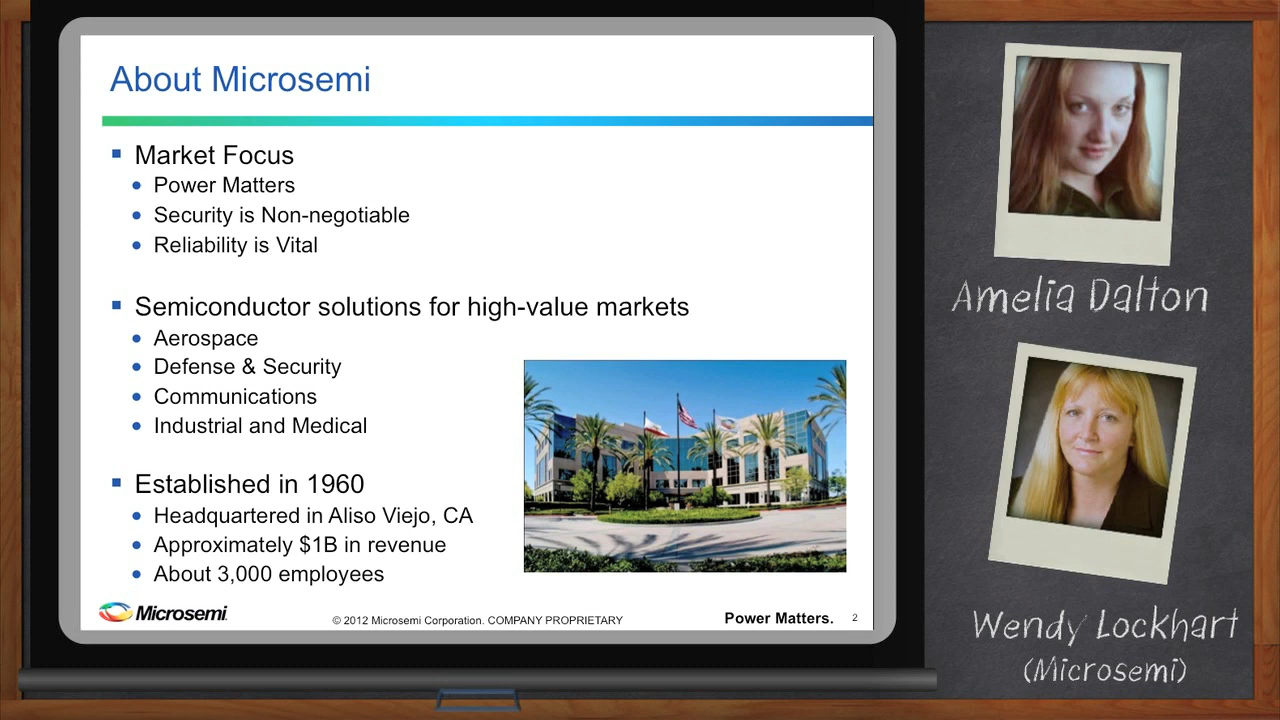 About Microsemi
Market Focus
Power Matters
Security is Non-negotiable
Reliability is Vital
Semiconductor solutions for high-value markets
Aerospace
Defense & Security
Communications
Industrial and Medical
Established in 1960
Headquartered in Aliso Viejo, CA
Approximately $1B in revenue
About 3,000 employees
Microsemi
© 2012 Microsemi Corporation. COMPANY PROPRIETARY
Power Matters.
2
Amelia Dalton
Wendy Lockhart
(Microsemi)